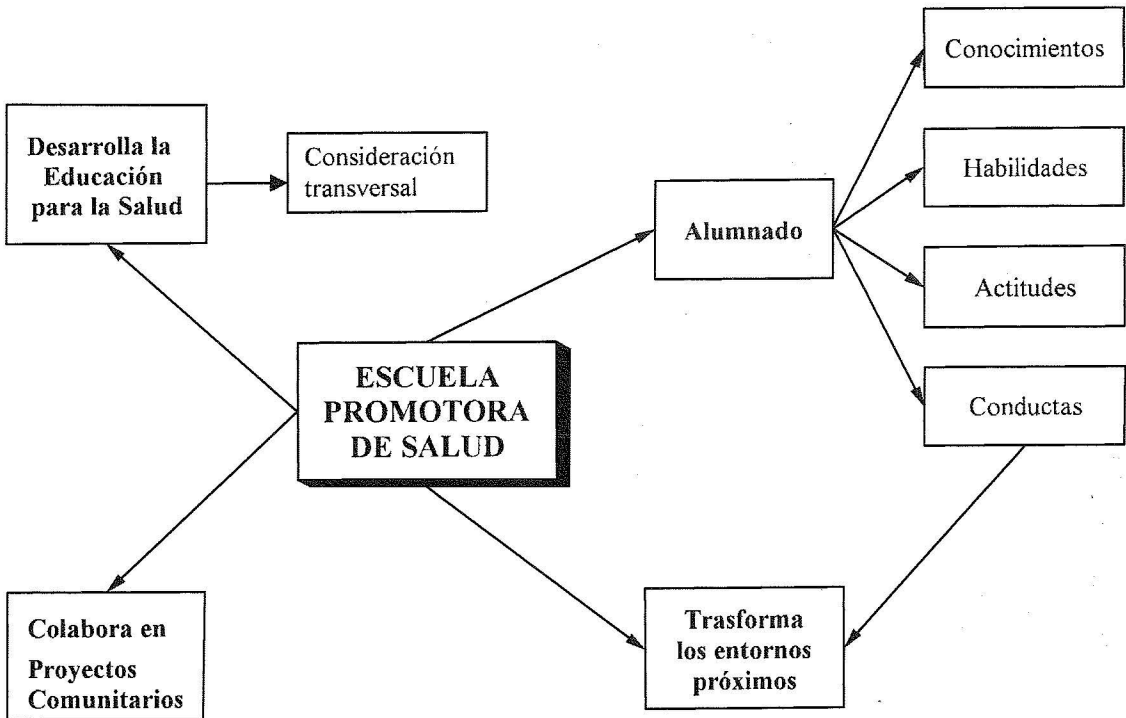 Conocimientos
Desarrolla la
Educación
para la Salud
Consideración
transversal
Habilidades
Alumnado
Actitudes
ESCUELA
PROMOTORA
DE SALUD
Conductas
Colabora en
Proyectos
Comunitarios
Trasforma
los entornos
próximos